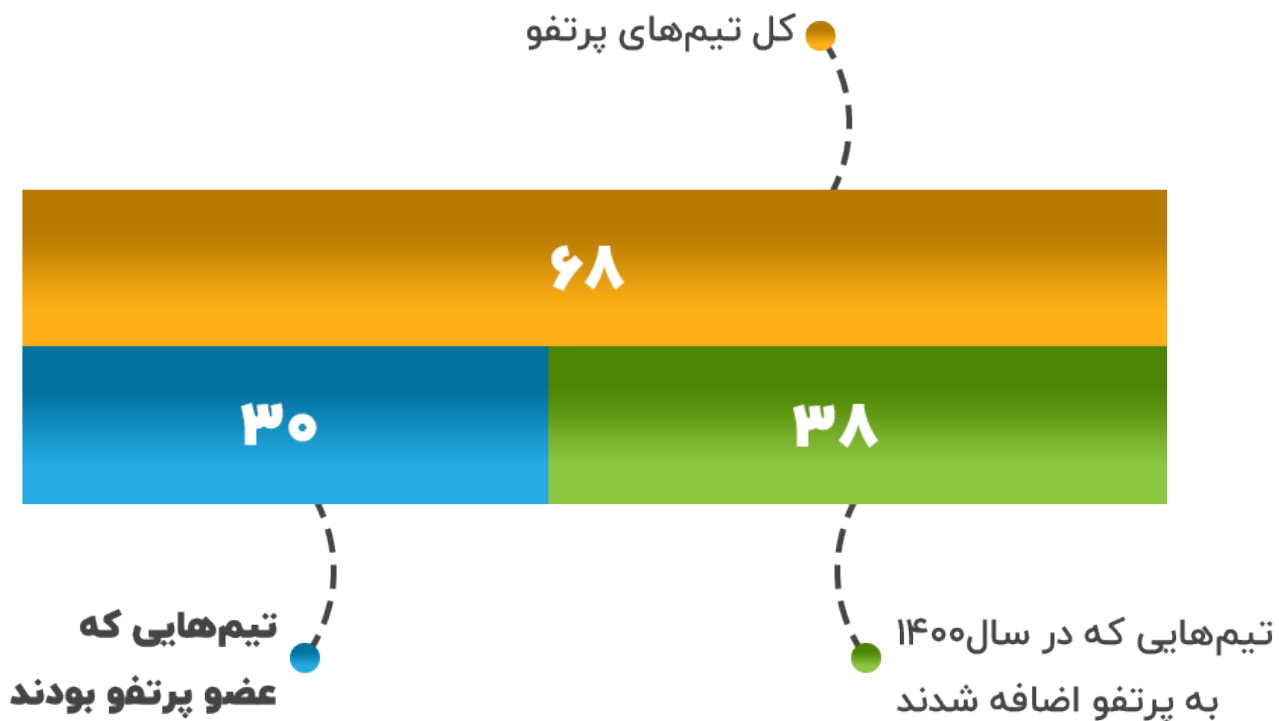 کل تیم‌های پرتفو
۶۸
۳۸
۳۰
تیم‌هایی که در سال۱۴۰۰
به پرتفو اضافه شدند
تیم‌هایی که
عضو پرتفو بودند